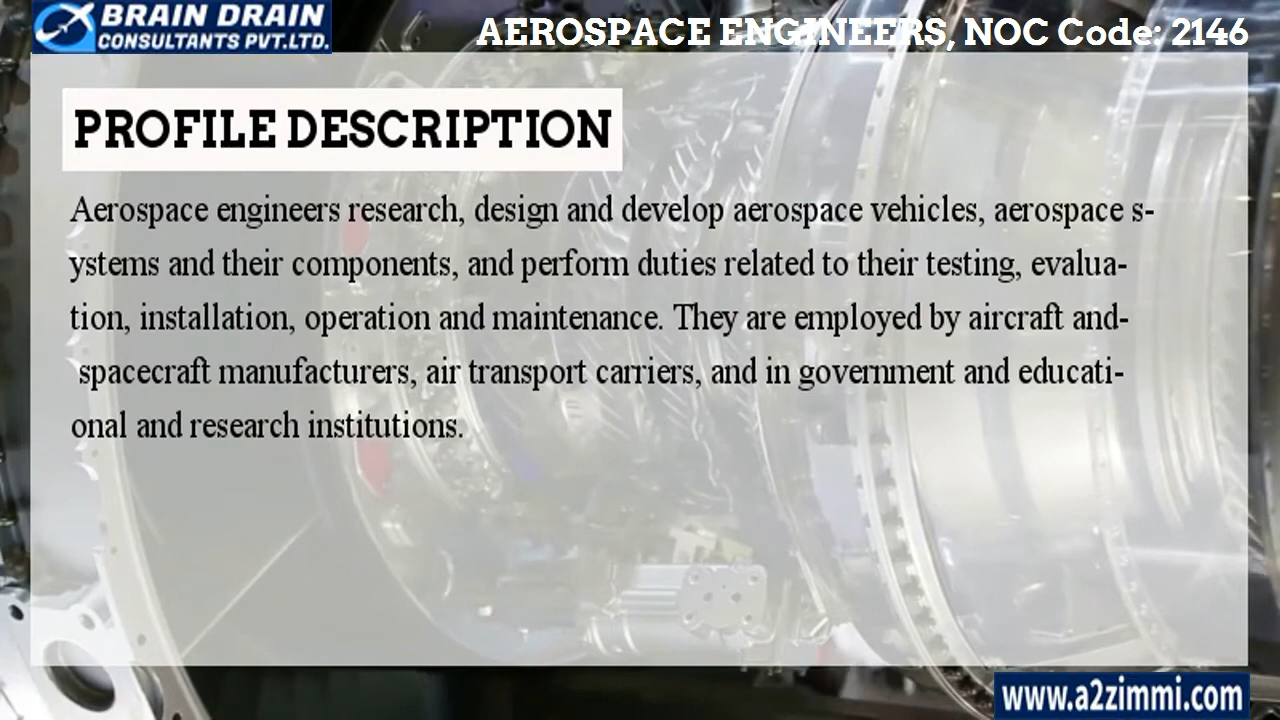 BRAIN DRAIN
CONSULTANTS PVT.LTD.
AEROSPACE ENGINEERS, NOC Code: 2146
PROFILE DESCRIPTION
Aerospace engineers research, design and develop aerospace vehicles, aerospace s-
ystems and their components, and perform duties related to their testing, evalua-
tion, installation, operation and maintenance. They are employed by aircraft and-
spacecraft manufacturers, air transport carriers, and in government and educati-
onal and research institutions.
www.a2zimmi.com